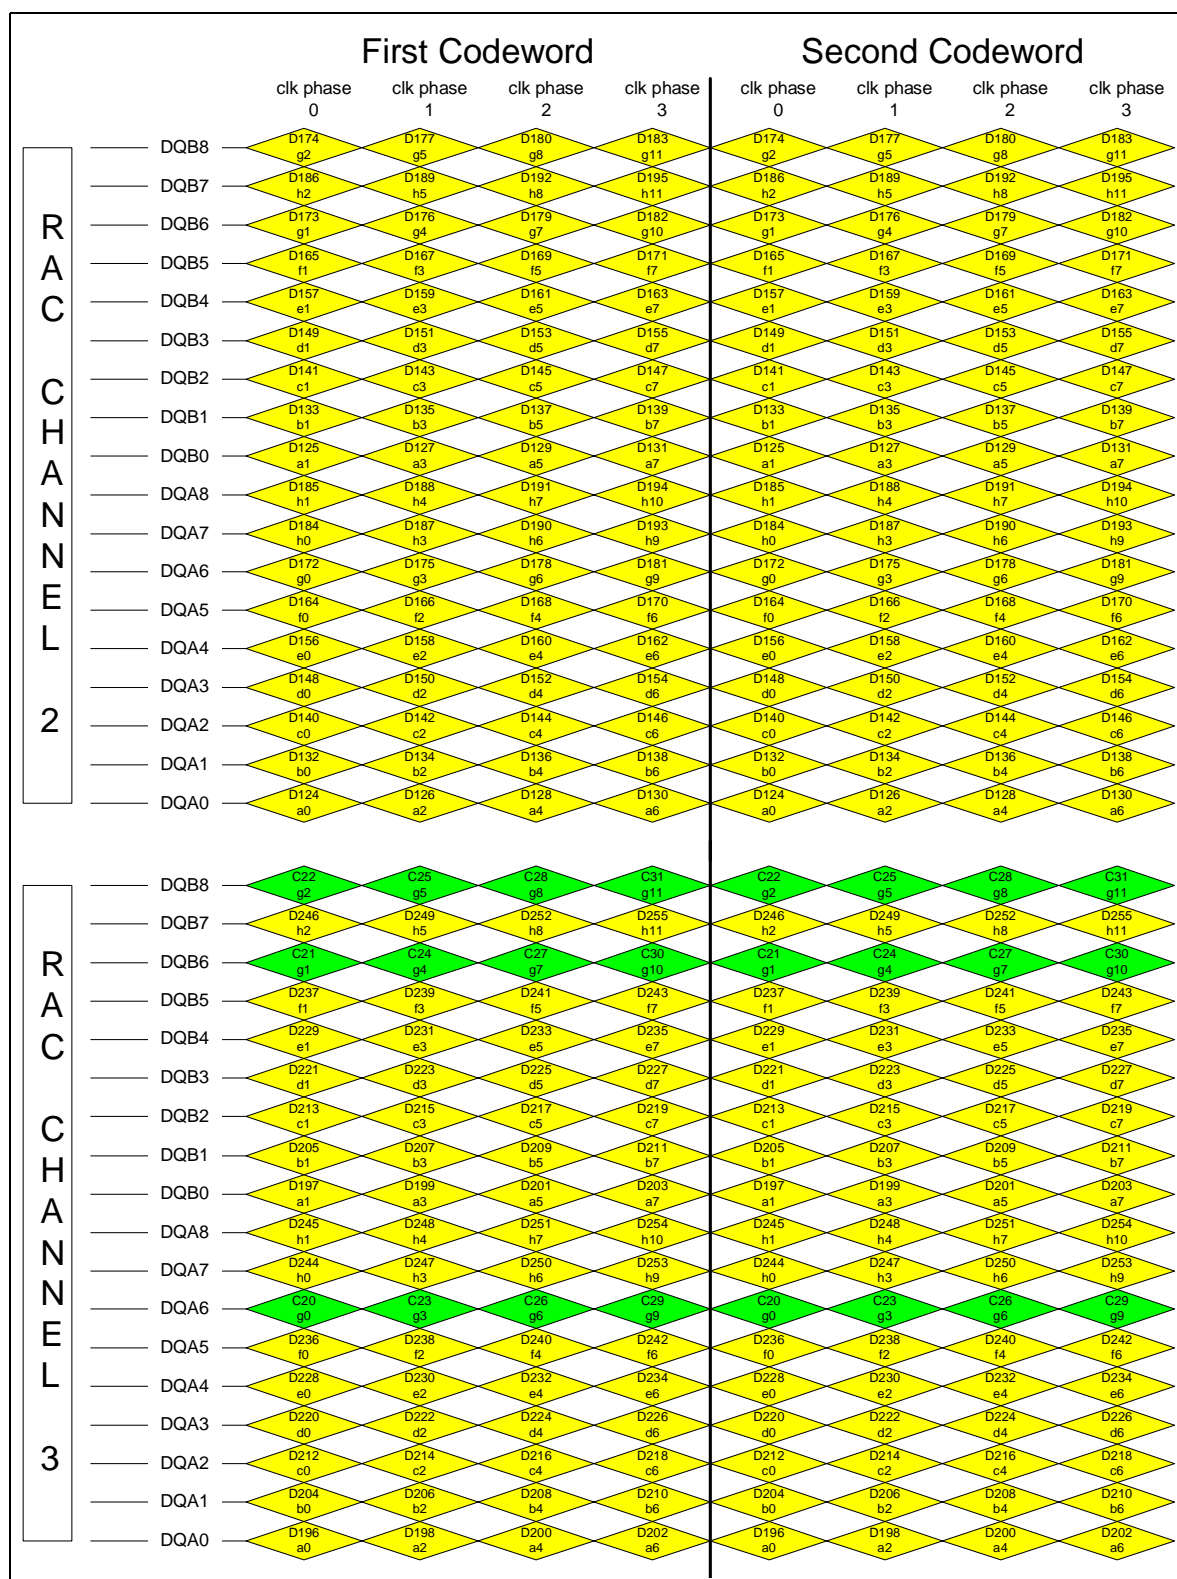 First Codeword Second Codeword
clk phase clk phase clk phase clk phase clk phase clk phase clk phase clk phase
0 1 2 3 0 1 2 3
RAC CHANNEL 2
DQB8 D174 D177 D180 D183 D174 D177 D180 D183
g2 g5 g8 g11 g2 g5 g8 g11
DQB7 D186 D189 D192 D195 D186 D189 D192 D195
h2 h5 h8 h11 h2 h5 h8 h11
DQB6 D173 D176 D179 D182 D173 D176 D179 D182
g1 g4 g7 g10 g1 g4 g7 g10
DQB5 D165 D167 D169 D171 D165 D167 D169 D171
f1 f3 f5 f7 f1 f3 f5 f7
DQB4 D157 D159 D161 D163 D157 D159 D161 D163
e1 e3 e5 e7 e1 e3 e5 e7
DQB3 D149 D151 D153 D155 D149 D151 D153 D155
d1 d3 d5 d7 d1 d3 d5 d7
DQB2 D141 D143 D145 D147 D141 D143 D145 D147
c1 c3 c5 c7 c1 c3 c5 c7
DQB1 D133 D135 D137 D139 D133 D135 D137 D139
b1 b3 b5 b7 b1 b3 b5 b7
DQB0 D125 D127 D129 D131 D125 D127 D129 D131
a1 a3 a5 a7 a1 a3 a5 a7
DQA8 D185 D188 D191 D194 D185 D188 D191 D194
h1 h4 h7 h10 h1 h4 h7 h10
DQA7 D184 D187 D190 D193 D184 D187 D190 D193
h0 h3 h6 h9 h0 h3 h6 h9
DQA6 D172 D175 D178 D181 D172 D175 D178 D181
g0 g3 g6 g9 g0 g3 g6 g9
DQA5 D164 D166 D168 D170 D164 D166 D168 D170
f0 f2 f4 f6 f0 f2 f4 f6
DQA4 D156 D158 D160 D162 D156 D158 D160 D162
e0 e2 e4 e6 e0 e2 e4 e6
DQA3 D148 D150 D152 D154 D148 D150 D152 D154
d0 d2 d4 d6 d0 d2 d4 d6
DQA2 D140 D142 D144 D146 D140 D142 D144 D146
c0 c2 c4 c6 c0 c2 c4 c6
DQA1 D132 D134 D136 D138 D132 D134 D136 D138
b0 b2 b4 b6 b0 b2 b4 b6
DQA0 D124 D126 D128 D130 D124 D126 D128 D130
a0 a2 a4 a6 a0 a2 a4 a6
RAC CHANNEL 3
DQB8 C22 C25 C28 C31 C22 C25 C28 C31
g2 g5 g8 g11 g2 g5 g8 g11
DQB7 D246 D249 D252 D255 D246 D249 D252 D255
h2 h5 h8 h11 h2 h5 h8 h11
DQB6 C21 C24 C27 C30 C21 C24 C27 C30
g1 g4 g7 g10 g1 g4 g7 g10
DQB5 D237 D239 D241 D243 D237 D239 D241 D243
f1 f3 f5 f7 f1 f3 f5 f7
DQB4 D229 D231 D233 D235 D229 D231 D233 D235
e1 e3 e5 e7 e1 e3 e5 e7
DQB3 D221 D223 D225 D227 D221 D223 D225 D227
d1 d3 d5 d7 d1 d3 d5 d7
DQB2 D213 D215 D217 D219 D213 D215 D217 D219
c1 c3 c5 c7 c1 c3 c5 c7
DQB1 D205 D207 D209 D211 D205 D207 D209 D211
b1 b3 b5 b7 b1 b3 b5 b7
DQB0 D197 D199 D201 D203 D197 D199 D201 D203
a1 a3 a5 a7 a1 a3 a5 a7
DQA8 D245 D248 D251 D254 D245 D248 D251 D254
h1 h4 h7 h10 h1 h4 h7 h10
DQA7 D244 D247 D250 D253 D244 D247 D250 D253
h0 h3 h6 h9 h0 h3 h6 h9
DQA6 C20 C23 C26 C29 C20 C23 C26 C29
g0 g3 g6 g9 g0 g3 g6 g9
DQA5 D236 D238 D240 D242 D236 D238 D240 D242
f0 f2 f4 f6 f0 f2 f4 f6
DQA4 D228 D230 D232 D234 D228 D230 D232 D234
e0 e2 e4 e6 e0 e2 e4 e6
DQA3 D220 D222 D224 D226 D220 D222 D224 D226
d0 d2 d4 d6 d0 d2 d4 d6
DQA2 D212 D214 D216 D218 D212 D214 D216 D218
c0 c2 c4 c6 c0 c2 c4 c6
DQA1 D204 D206 D208 D210 D204 D206 D208 D210
b0 b2 b4 b6 b0 b2 b4 b6
DQA0 D196 D198 D200 D202 D196 D198 D200 D202
a0 a2 a4 a6 a0 a2 a4 a6